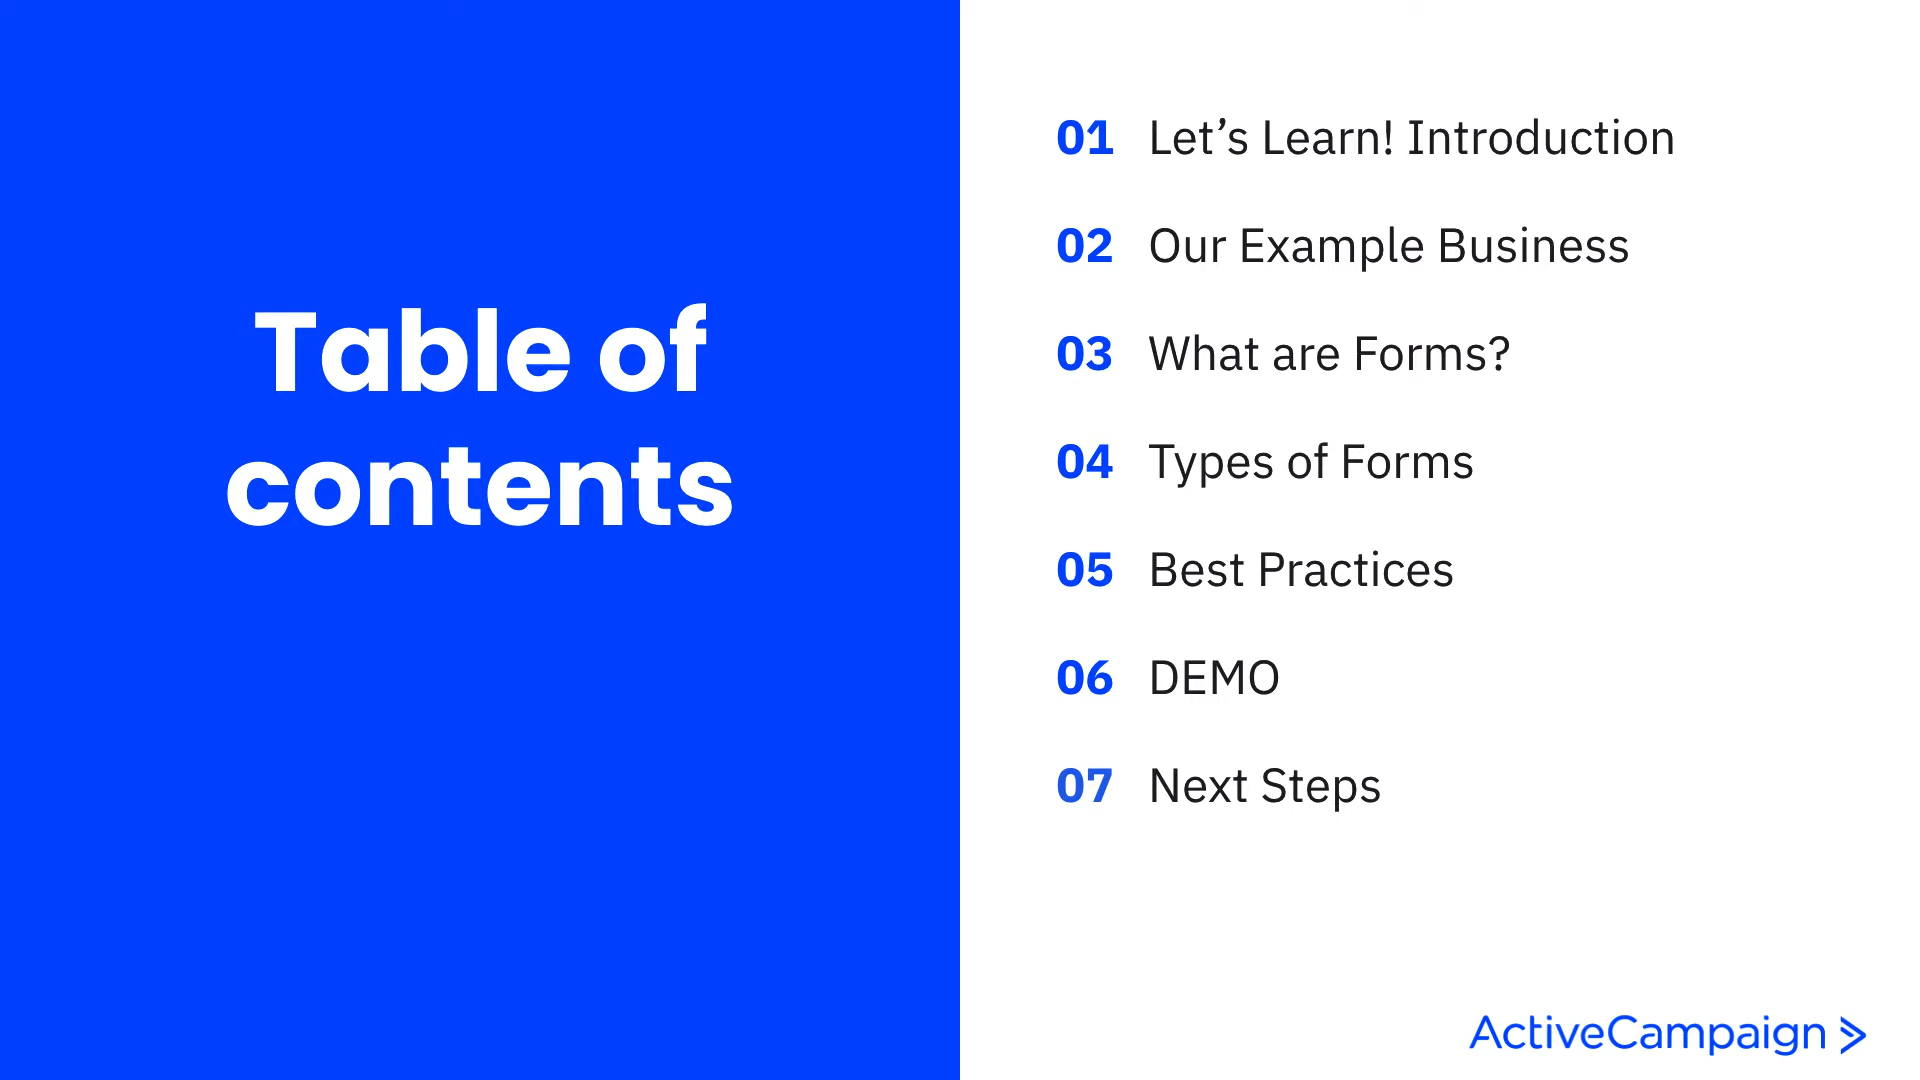 Table of
contents
01 Let’s Learn! Introduction
02 Our Example Business
03 What are Forms?
04 Types of Forms
05 Best Practices
06 DEMO
07 Next Steps
ActiveCampaign